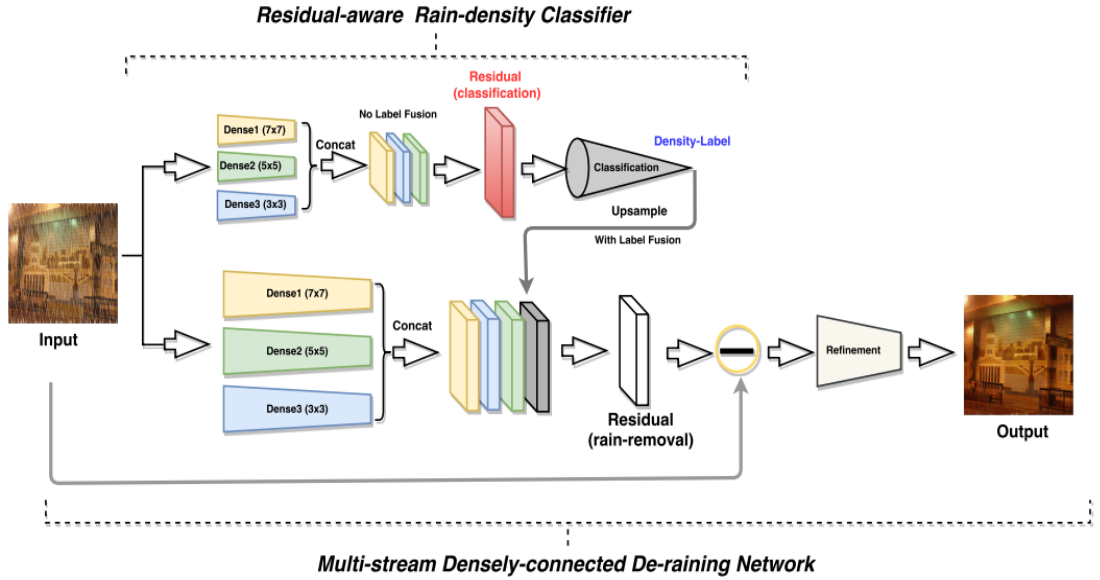 Residual-aware Rain-density Classifier
Residual
(classification)
No Label Fusion
Dense1 (7x7)
Concat
Density-Label
Dense2 (5x5)
Classification
Dense3 (3x3)
Upsample
With Label Fusion
Input
Dense1 (7x7)
Concat
Dense2 (5x5)
Refinement
Dense3 (3x3)
Residual
(rain-removal)
Output
Multi-stream Densely-connected De-raining Network